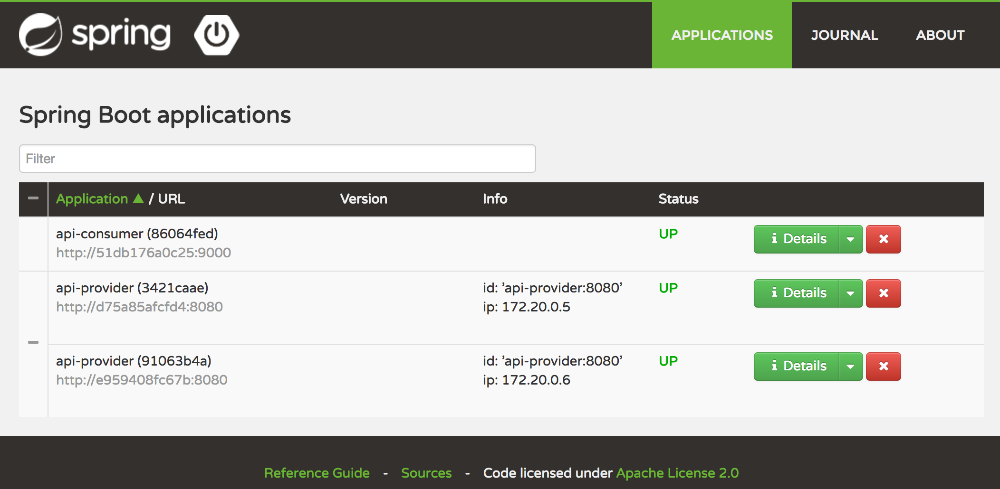 spring
APPLICATIONS JOURNAL ABOUT
Spring Boot applications
Filter
Application ▲ / URL Version Info Status
api-consumer (86064fed) UP Details
http://51db176a0c25:9000
api-provider (3421caae) id: ’api-provider:8080’ UP Details
http://d75a85afcfd4:8080 ip: 172.20.0.5
api-provider (91063b4a) id: ’api-provider:8080’ UP Details
http://e959408fc67b:8080 ip: 172.20.0.6
Reference Guide - Sources - Code licensed under Apache License 2.0